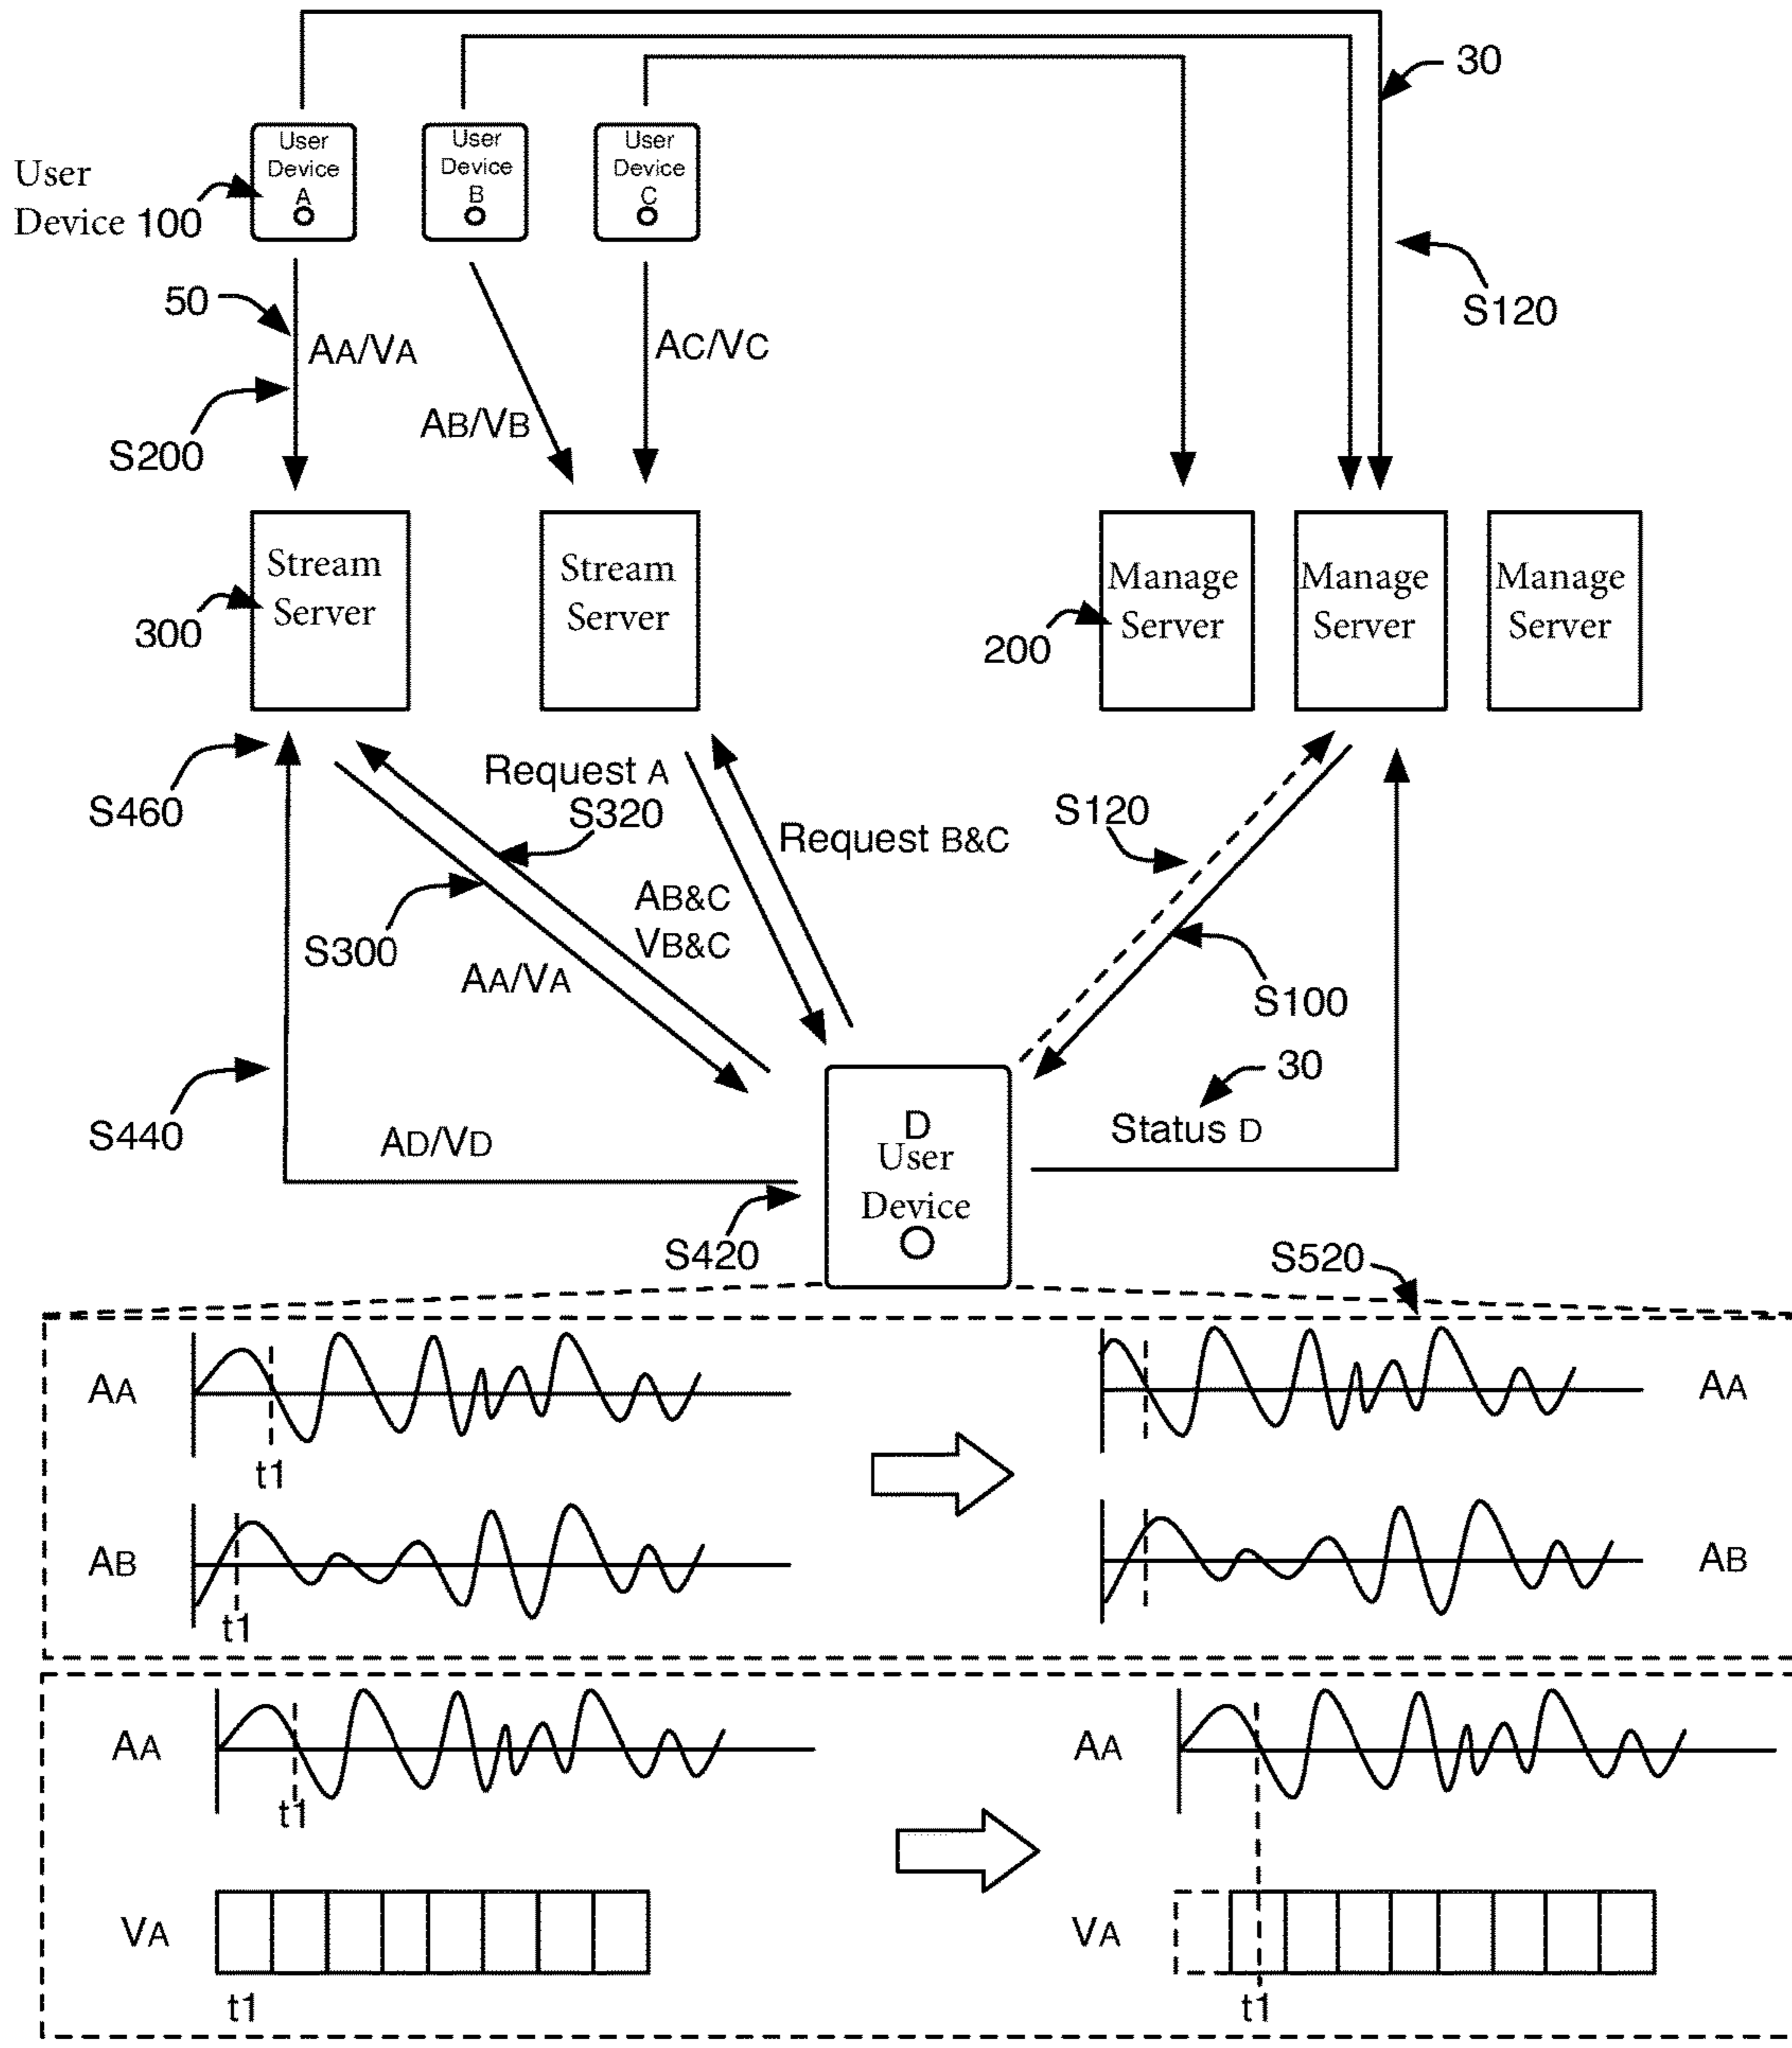 30
User
Device
A
User
Device
B
User
Device
C
User
Device 100
50
AA/VA
AC/VC
S120
AB/VB
S200
Stream
Server
Stream
Server
Manage
Server
Manage
Server
Manage
Server
300
200
S460
Request A
S320
Request B&C
S120
AB&C
VB&C
S300
AA/VA
S100
30
S440
AD/VD
D
User
Device
Status D
S420
S520
AA
t1
AA
AB
t1
AB
AA
t1
AA
VA
t1
VA
t1